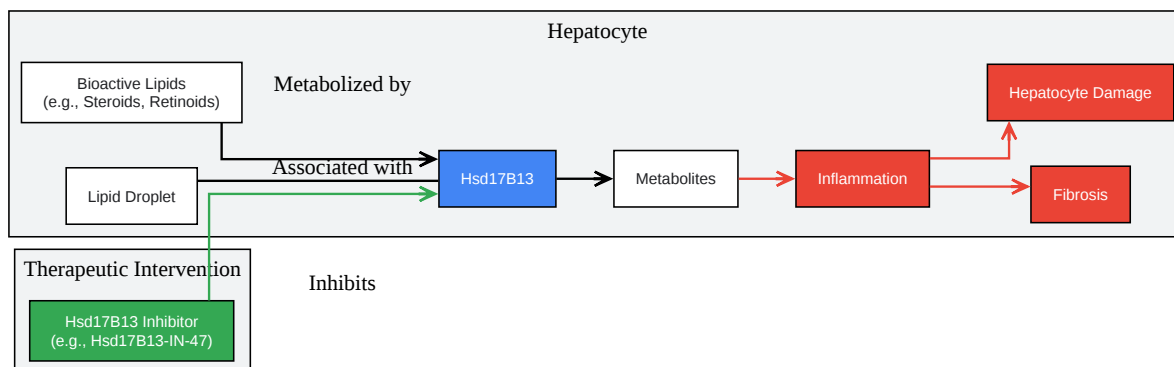 Hepatocyte
Bioactive Lipids
(e.g., Steroids, Retinoids)
Metabolized by
Hepatocyte Damage
Associated with
Lipid Droplet
Hsd17B13
Metabolites
Inflammation
Fibrosis
Therapeutic Intervention
Inhibits
Hsd17B13 Inhibitor
(e.g., Hsd17B13-IN-47)